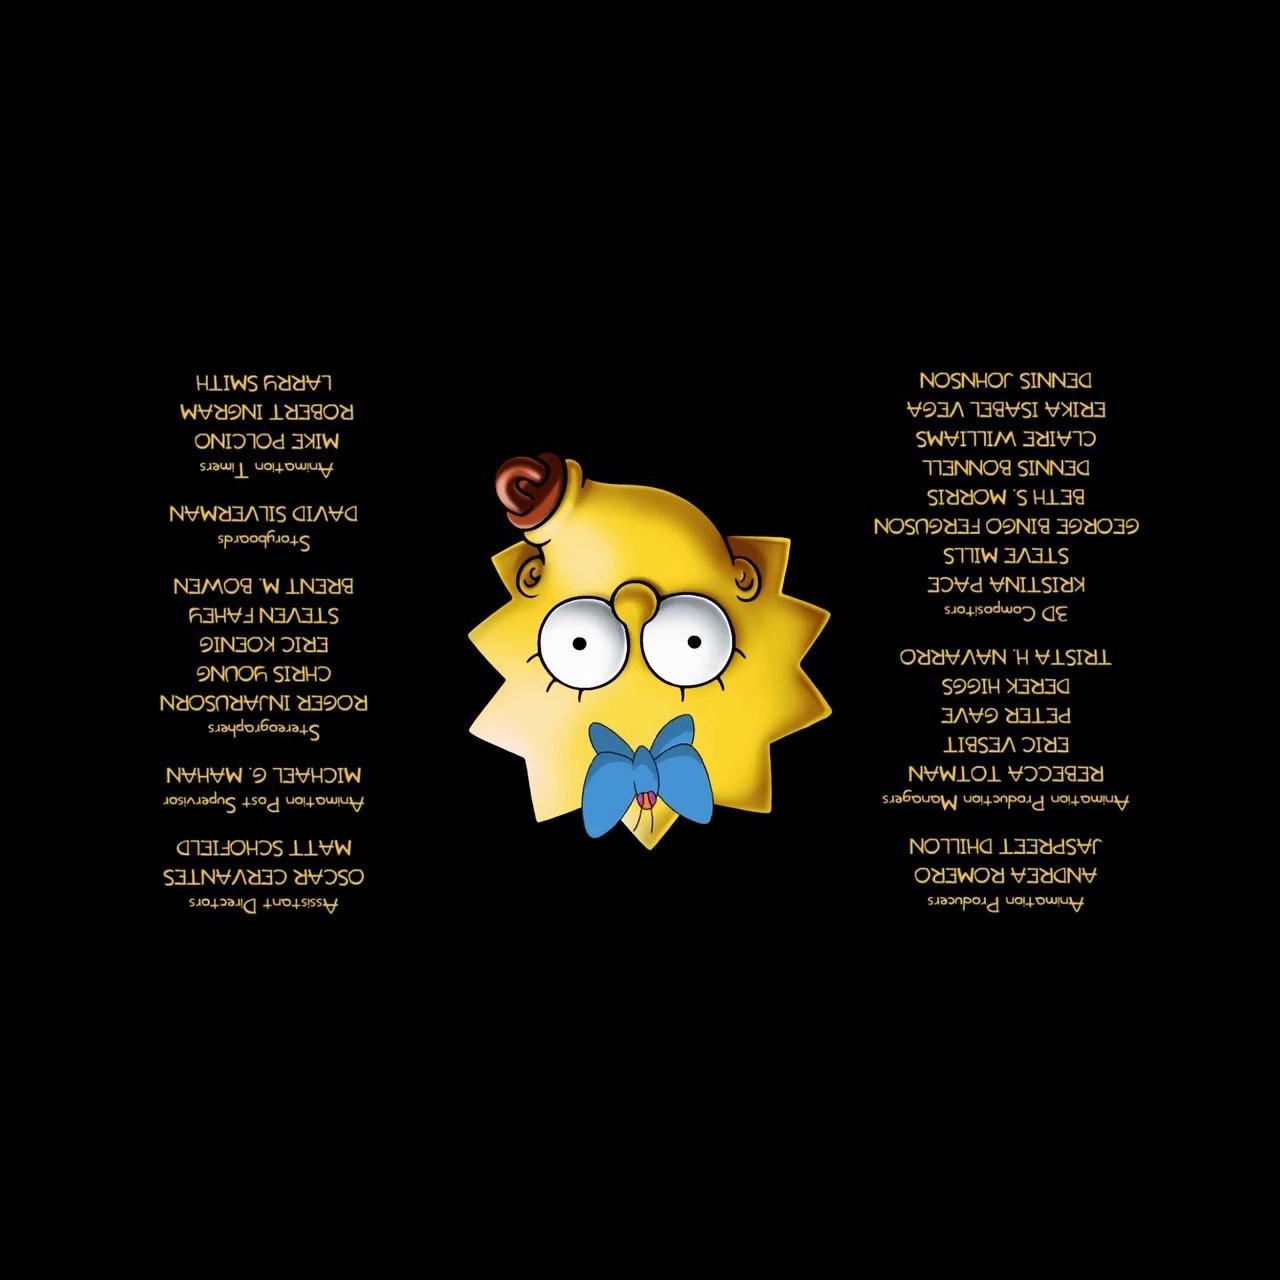 Animation Producers
ANDREA ROMERO
JASPREET DHILLON
Animation Production Managers
REBECCA TOTMAN
ERIC VESBIT
PETER GAVE
DEREK HIGGS
TRISTA H. NAVARRO
3D Compositors
KRISTINA PACE
STEVE MILLS
GEORGE BINGO FERGUSON
BETH S. MORRIS
DENNIS BONNELL
CLAIRE WILLIAMS
ERIKA ISABEL VEGA
DENNIS JOHNSON
Assistant Directors
OSCAR CERVANTES
MATT SCHOFIELD
Animation Post Supervisor
MICHAEL G. MAHAN
Stereographers
ROGER INJARUSORN
CHRIS YOUNG
ERIC KOENIG
STEVEN FAHEY
BRENT M. BOWEN
Storyboards
DAVID SILVERMAN
Animation Timers
MIKE POLCINO
ROBERT INGRAM
LARRY SMITH